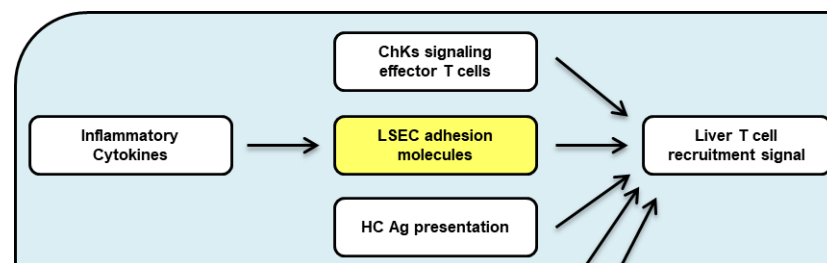 ChKs signaling
effector T cells
Inflammatory
Cytokines
LSEC adhesion
molecules
Liver T cell
recruitment signal
HC Ag presentation